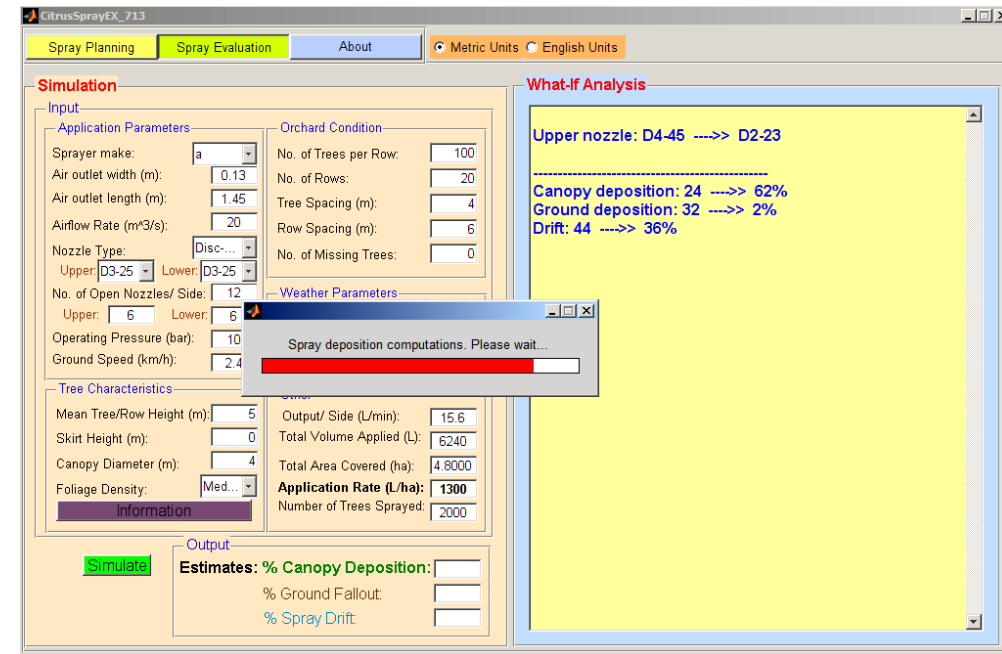 CitrusSprayEX_713
Spray Planning
Spray Evaluation
About
Metric Units
English Units
Simulation
Input
Application Parameters
Sprayer make: a
Air outlet width (m): 0.13
Air outlet length (m): 1.45
Airflow Rate (m^3/s): 20
Nozzle Type: Disc-...
Upper: D3-25 Lower: D3-25
No. of Open Nozzles/ Side: 12
Upper: 6 Lower: 6
Operating Pressure (bar): 10
Ground Speed (km/h): 2.4
Tree Characteristics
Mean Tree/Row Height (m): 5
Skirt Height (m): 0
Canopy Diameter (m): 4
Foliage Density: Med...
Information
Orchard Condition
No. of Trees per Row: 100
No. of Rows: 20
Tree Spacing (m): 4
Row Spacing (m): 6
No. of Missing Trees: 0
Weather Parameters
Spray deposition computations. Please wait...
Output/ Side (L/min): 15.6
Total Volume Applied (L): 6240
Total Area Covered (ha): 4.8000
Application Rate (L/ha): 1300
Number of Trees Sprayed: 2000
Simulate
Output
Estimates: % Canopy Deposition:
% Ground Fallout:
% Spray Drift:
What-If Analysis
Upper nozzle: D4-45 ---->> D2-23
-----------------------------------------------
Canopy deposition: 24 ---->> 62%
Ground deposition: 32 ---->> 2%
Drift: 44 ---->> 36%